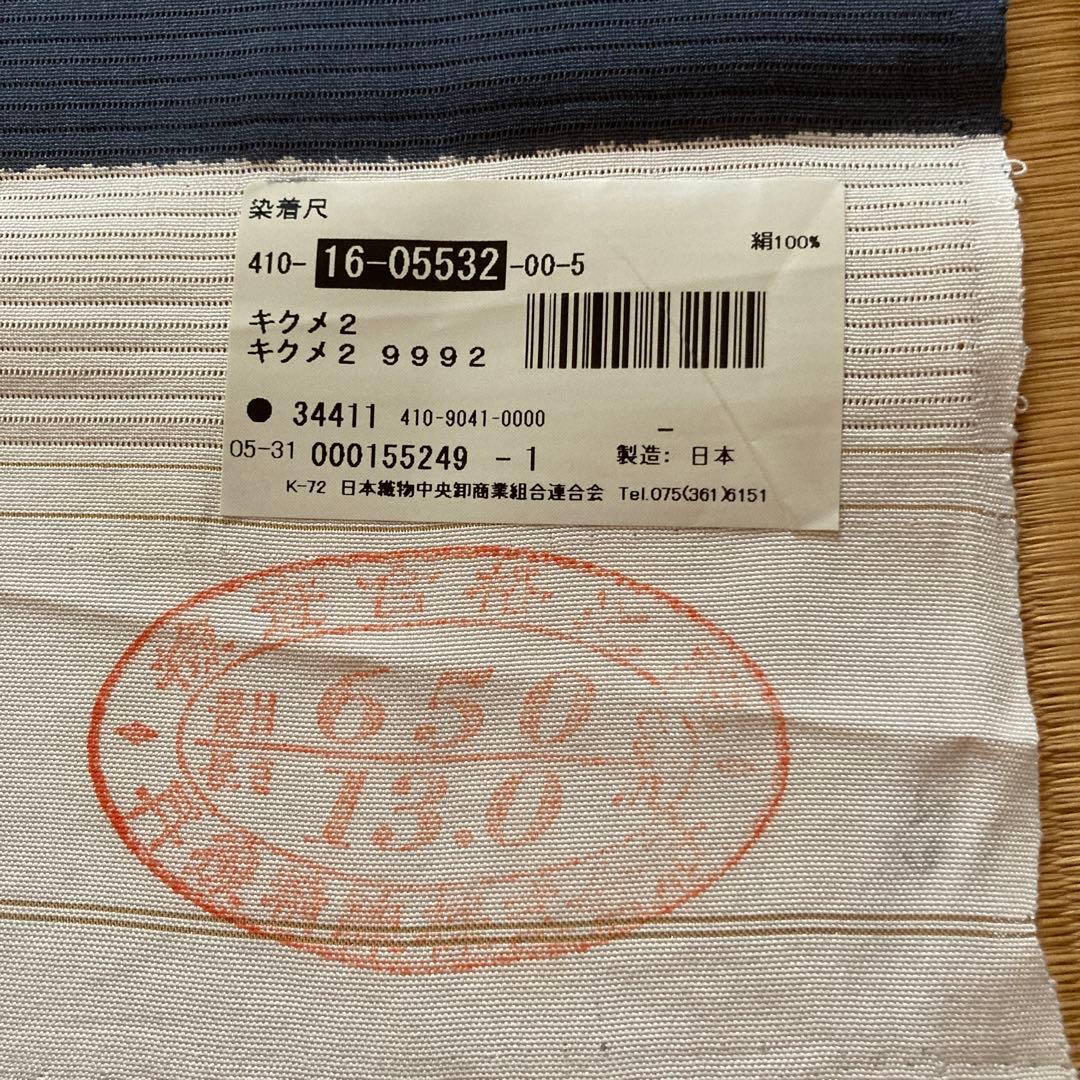 染着尺
絹100%
410-16-05532-00-5
キクメ2
キクメ2 9992
● 34411 410-9041-0000
05-31 000155249 -1 製造: 日本
K-72 日本織物中央卸商業組合連合会 Tel.075(361)6151
650
13.0